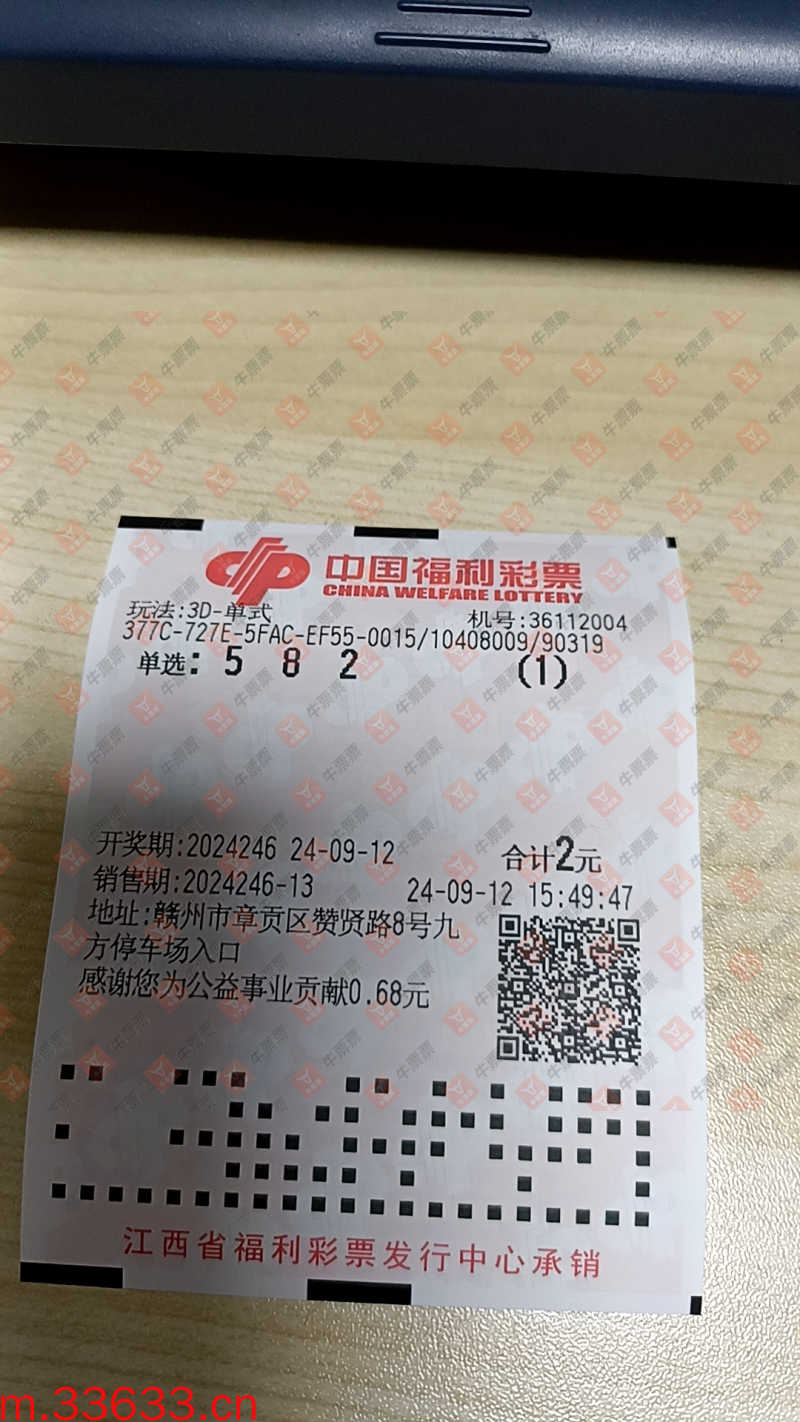 中国福利彩票
CHINA WELFARE LOTTERY
玩法:3D-单式 机号:36112004
377C-727E-5FAC-EF55-0015/10408009/90319
单选: 5 8 2 (1)
开奖期:2024246 24-09-12 合计2元
销售期:2024246-13 24-09-12 15:49:47
地址:赣州市章贡区赞贤路8号九
方停车场入口
感谢您为公益事业贡献0.68元
江西省福利彩票发行中心承销
牛票票
m.33633.cn